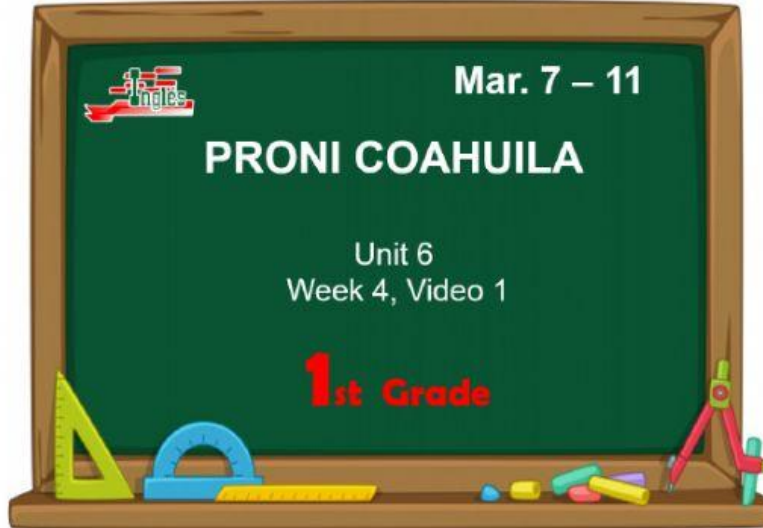 Inglés
Mar. 7 – 11
PRONI COAHUILA
Unit 6
Week 4, Video 1
1st Grade